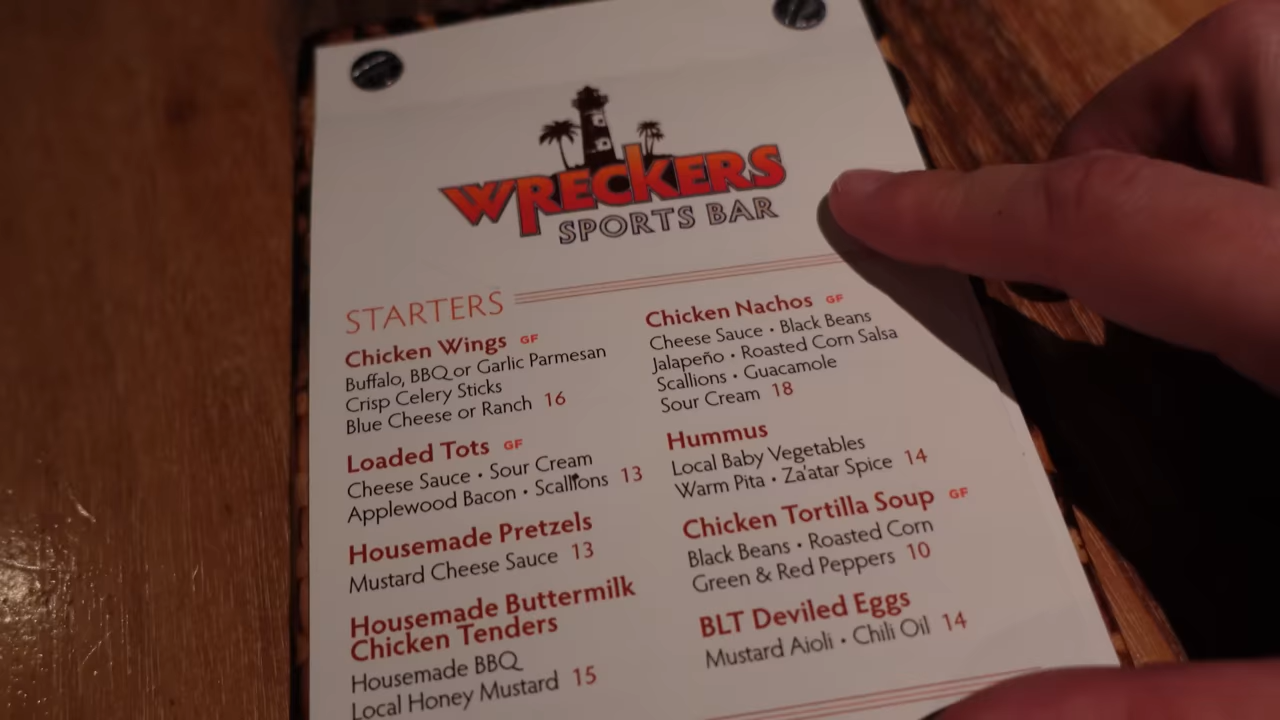 WRECKERS
SPORTS BAR
STARTERS
Chicken Wings GF
Buffalo, BBQ or Garlic Parmesan
Crisp Celery Sticks
Blue Cheese or Ranch 16
Loaded Tots GF
Cheese Sauce • Sour Cream
Applewood Bacon • Scallions 13
Housemade Pretzels
Mustard Cheese Sauce 13
Housemade Buttermilk
Chicken Tenders
Housemade BBQ
Local Honey Mustard 15
Chicken Nachos GF
Cheese Sauce • Black Beans
Jalapeño • Roasted Corn Salsa
Scallions • Guacamole
Sour Cream 18
Hummus
Local Baby Vegetables
Warm Pita • Za'atar Spice 14
Chicken Tortilla Soup GF
Black Beans • Roasted Corn
Green & Red Peppers 10
BLT Deviled Eggs
Mustard Aioli • Chili Oil 14